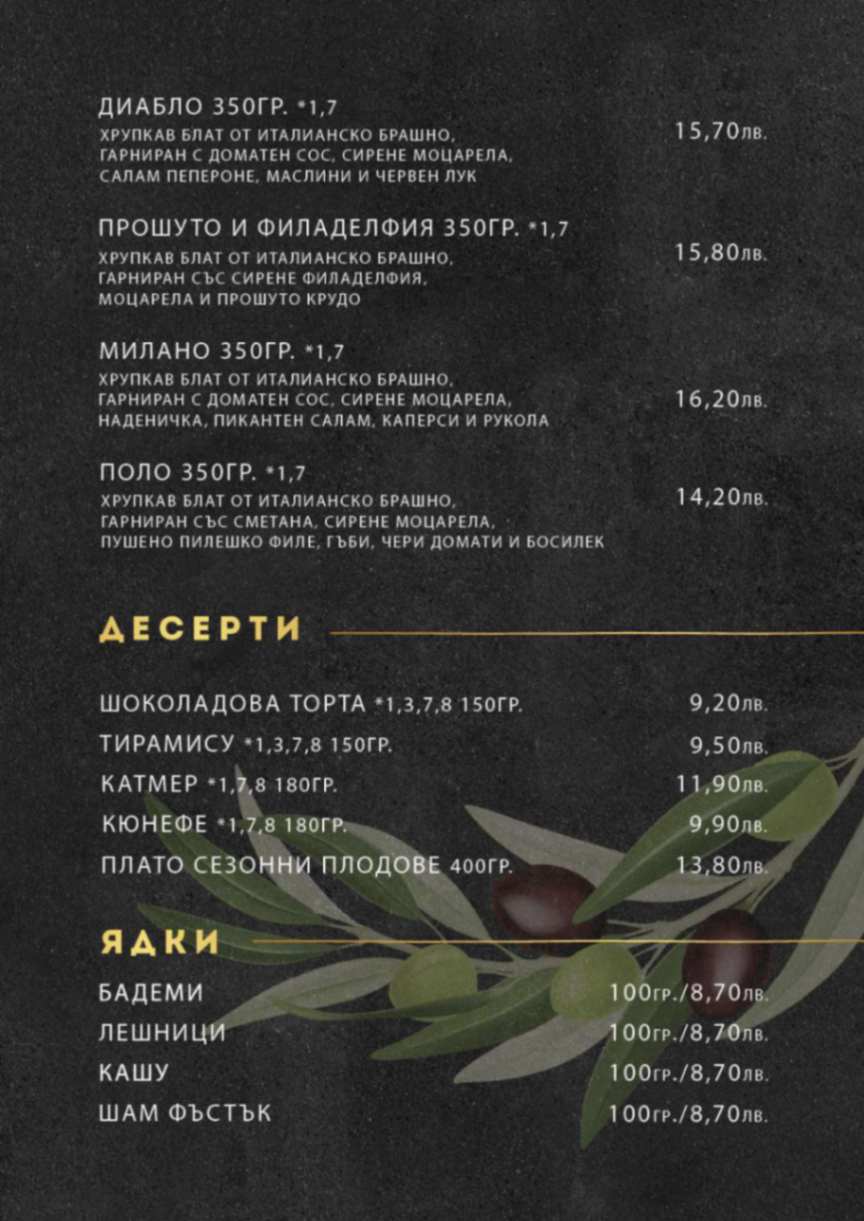 ДИАБЛО 350ГР. *1,7
ХРУПКАВ БЛАТ ОТ ИТАЛИАНСКО БРАШНО,
ГАРНИРАН С ДОМАТЕН СОС, СИРЕНЕ МОЦАРЕЛА,
САЛАМ ПЕПЕРОНЕ, МАСЛИНИ И ЧЕРВЕН ЛУК
15,70ЛВ.
ПРОШУТО И ФИЛАДЕЛФИЯ 350ГР. *1,7
ХРУПКАВ БЛАТ ОТ ИТАЛИАНСКО БРАШНО,
ГАРНИРАН СЪС СИРЕНЕ ФИЛАДЕЛФИЯ,
МОЦАРЕЛА И ПРОШУТО КРУДО
15,80ЛВ.
МИЛАНО 350ГР. *1,7
ХРУПКАВ БЛАТ ОТ ИТАЛИАНСКО БРАШНО,
ГАРНИРАН С ДОМАТЕН СОС, СИРЕНЕ МОЦАРЕЛА,
НАДЕНИЧКА, ПИКАНТЕН САЛАМ, КАПЕРСИ И РУКОЛА
16,20ЛВ.
ПОЛО 350ГР. *1,7
ХРУПКАВ БЛАТ ОТ ИТАЛИАНСКО БРАШНО,
ГАРНИРАН СЪС СМЕТАНА, СИРЕНЕ МОЦАРЕЛА,
ПУШЕНО ПИЛЕШКО ФИЛЕ, ГЪБИ, ЧЕРИ ДОМАТИ И БОСИЛЕК
14,20ЛВ.
ДЕСЕРТИ
ШОКОЛАДОВА ТОРТА *1,3,7,8 150ГР. 9,20ЛВ.
ТИРАМИСУ *1,3,7,8 150ГР. 9,50ЛВ.
КАТМЕР *1,7,8 180ГР. 11,90ЛВ.
КЮНЕФЕ *1,7,8 180ГР. 9,90ЛВ.
ПЛАТО СЕЗОННИ ПЛОДОВЕ 400ГР. 13,80ЛВ.
ЯДКИ
БАДЕМИ 100ГР./8,70ЛВ.
ЛЕШНИЦИ 100ГР./8,70ЛВ.
КАШУ 100ГР./8,70ЛВ.
ШАМ ФЪСТЪК 100ГР./8,70ЛВ.